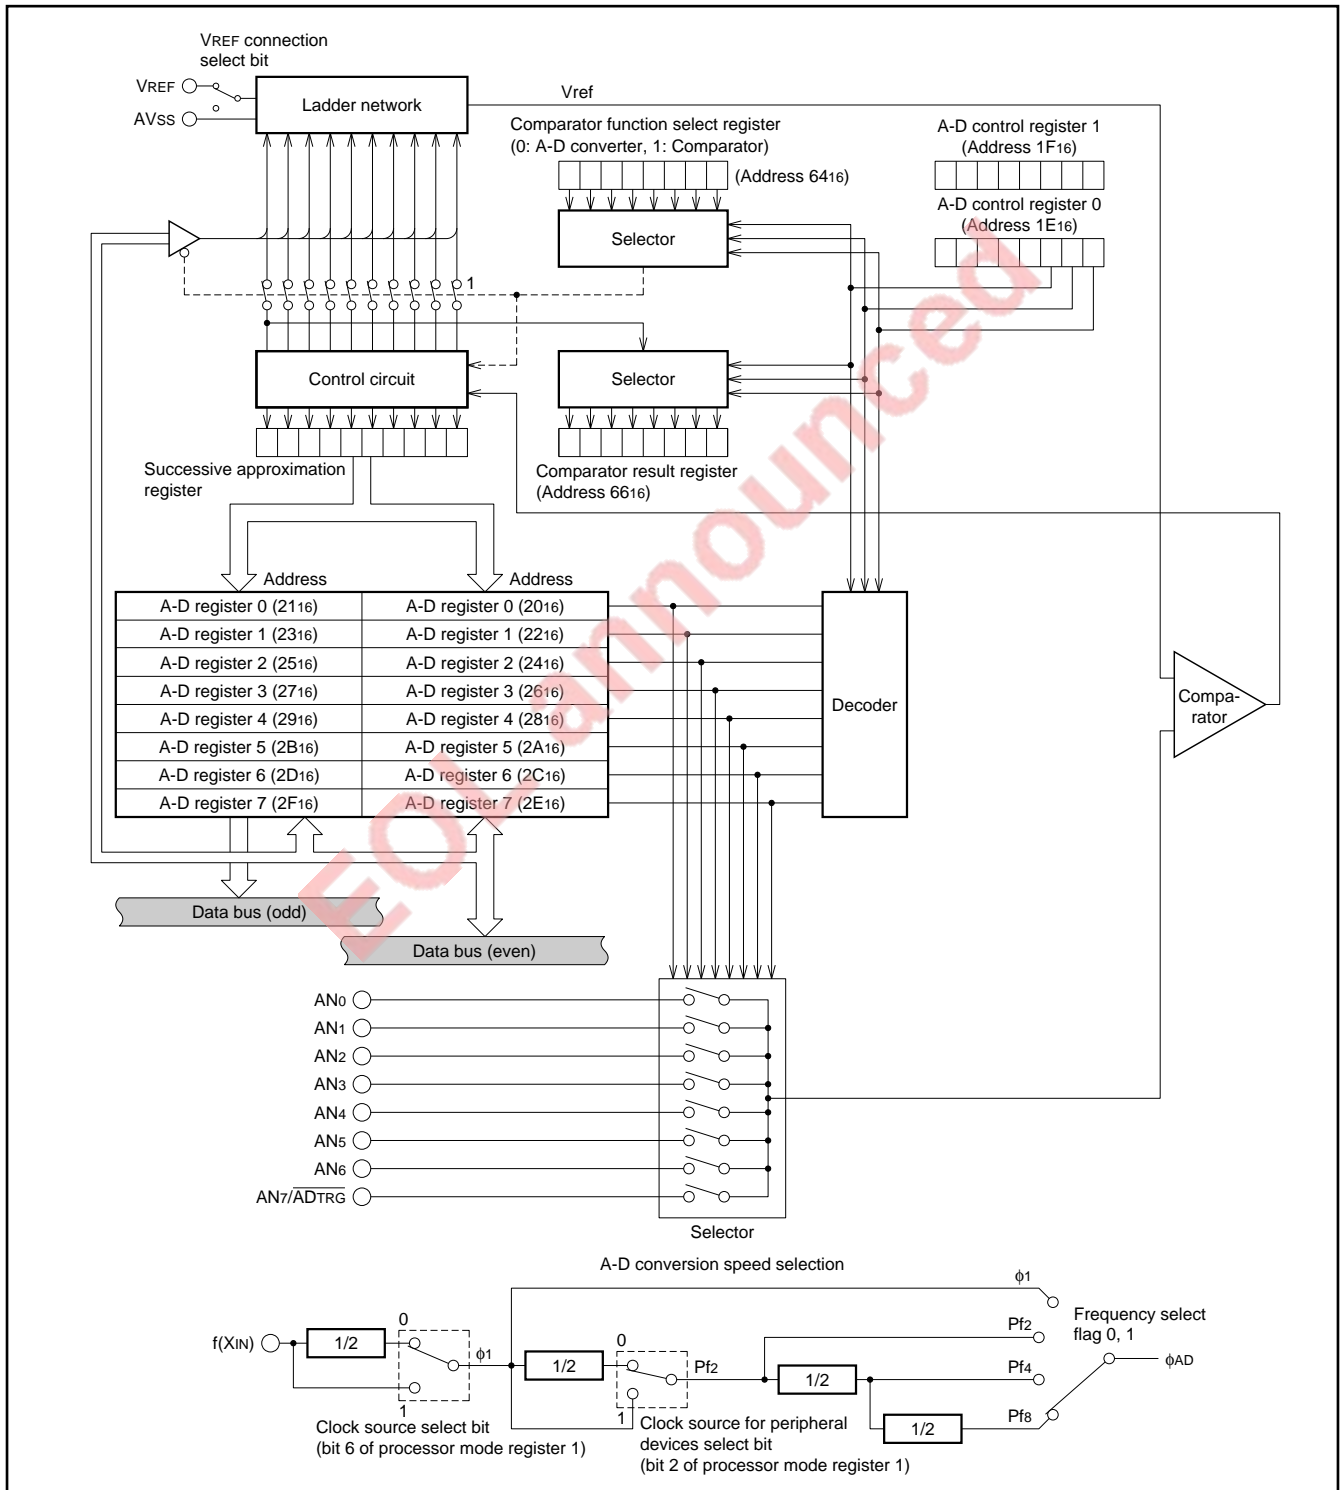 VREF connection
select bit
VREF
AVSS
Ladder network
Vref
Comparator function select register
(0: A-D converter, 1: Comparator)
(Address 6416)
A-D control register 1
(Address 1F16)
A-D control register 0
(Address 1E16)
Selector
1
Control circuit
Selector
Successive approximation
register
Comparator result register
(Address 6616)
Address
Address
A-D register 0 (2116)
A-D register 0 (2016)
A-D register 1 (2316)
A-D register 1 (2216)
A-D register 2 (2516)
A-D register 2 (2416)
A-D register 3 (2716)
A-D register 3 (2616)
A-D register 4 (2916)
A-D register 4 (2816)
A-D register 5 (2B16)
A-D register 5 (2A16)
A-D register 6 (2D16)
A-D register 6 (2C16)
A-D register 7 (2F16)
A-D register 7 (2E16)
Decoder
Compa-
rator
Data bus (odd)
Data bus (even)
AN0
AN1
AN2
AN3
AN4
AN5
AN6
AN7/ADTRG
Selector
A-D conversion speed selection
f(XIN)
1/2
0
1
ϕ1
Clock source select bit
(bit 6 of processor mode register 1)
1/2
0
1
Pf2
Clock source for peripheral
devices select bit
(bit 2 of processor mode register 1)
1/2
1/2
ϕ1
Pf2
Pf4
Pf8
Frequency select
flag 0, 1
ϕAD
EOL announced